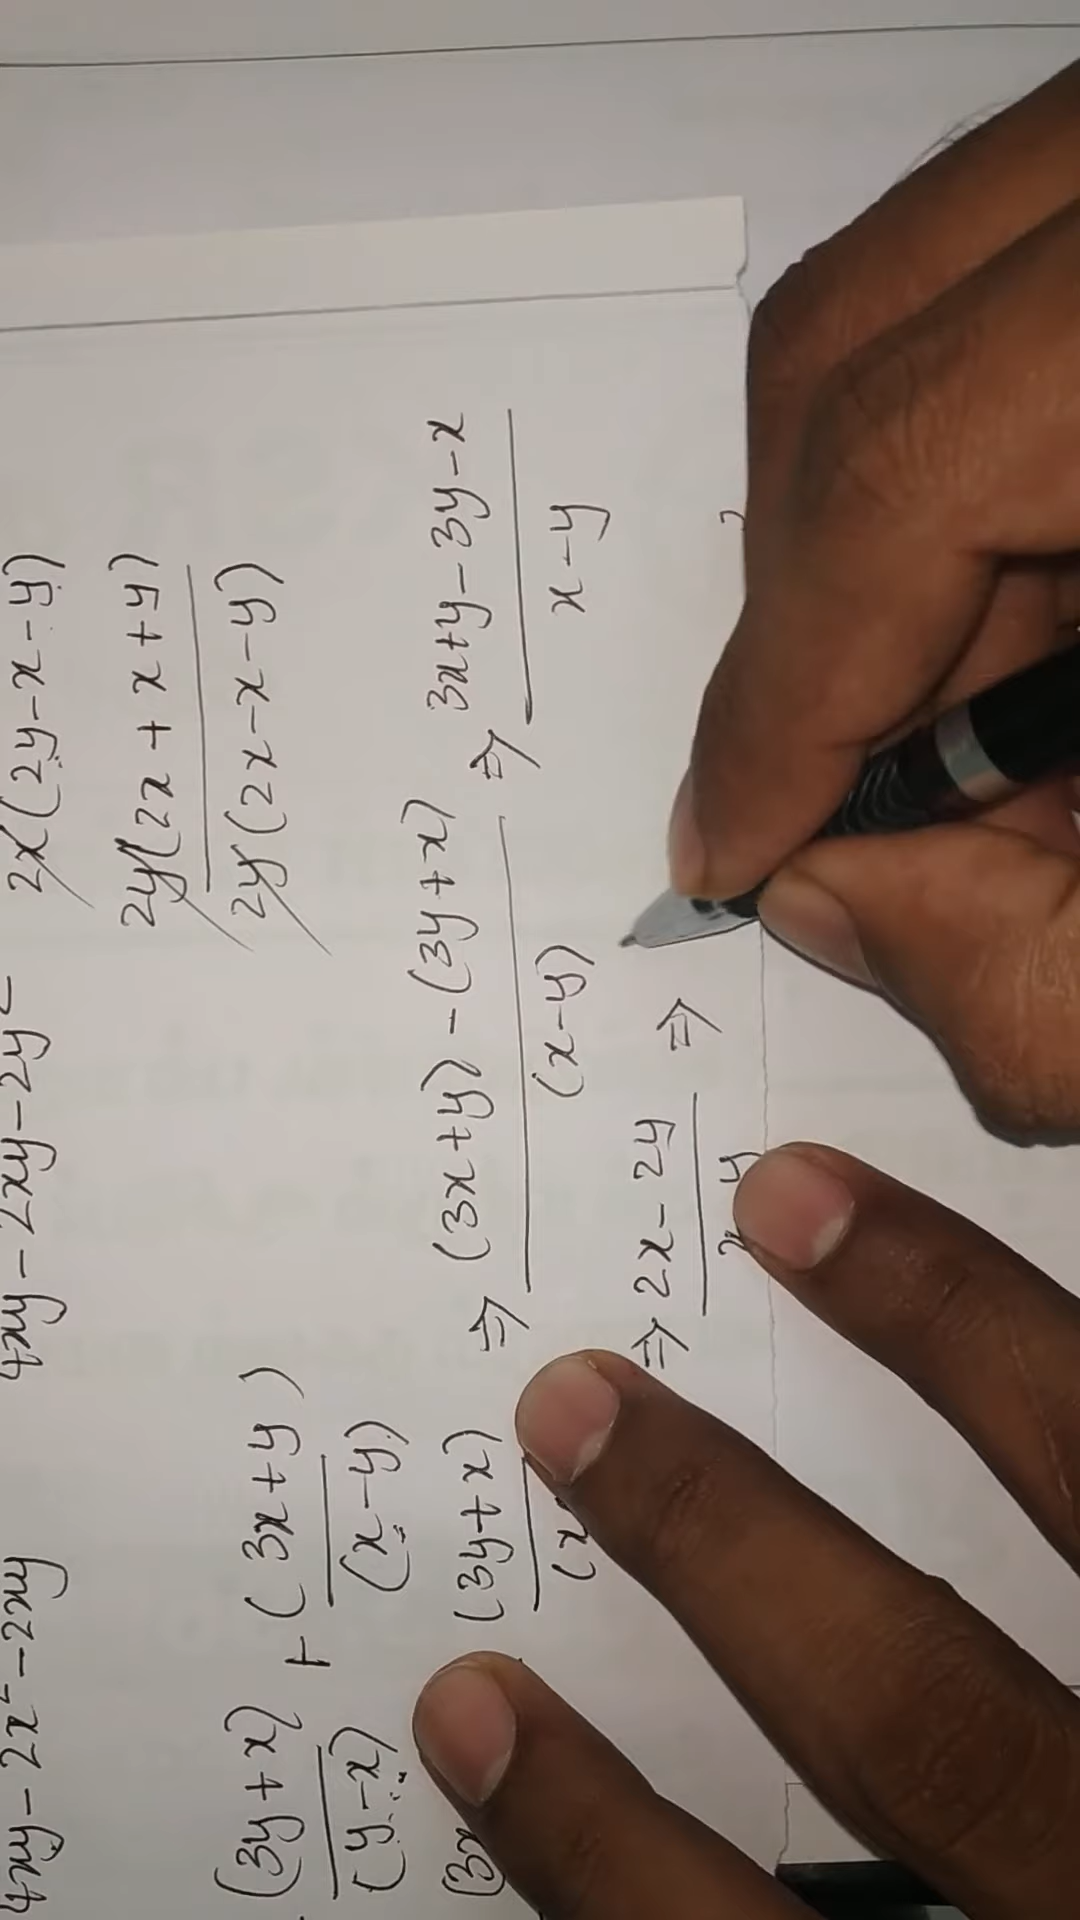 4xy-2x²-2xy 4xy-2xy-2y² 2x(2y-x-y)
2y(2x+x+y)
2y(2x-x-y)
(3y+x) + (3x+y)
(y-x) (x-y)
(3x (3y+x) ⇒ (3x+y)-(3y+x) ⇒ 3x+y-3y-x
(x (x-y) x-y
⇒ 2x-2y ⇒
x y